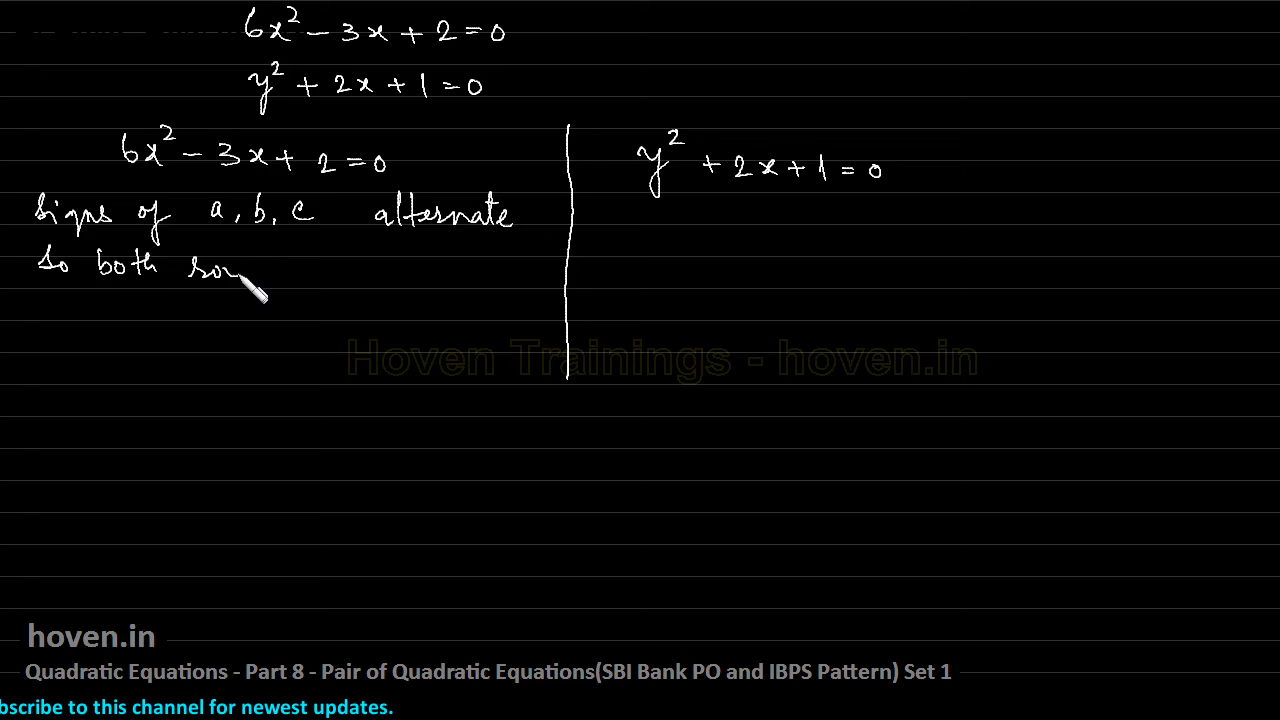 6x² - 3x + 2 = 0
y² + 2x + 1 = 0
6x² - 3x + 2 = 0
Signs of a, b, c alternate
So both
y² + 2x + 1 = 0
Hoven Trainings - hoven.in
hoven.in
Quadratic Equations - Part 8 - Pair of Quadratic Equations(SBI Bank PO and IBPS Pattern) Set 1
bscribe to this channel for newest updates.